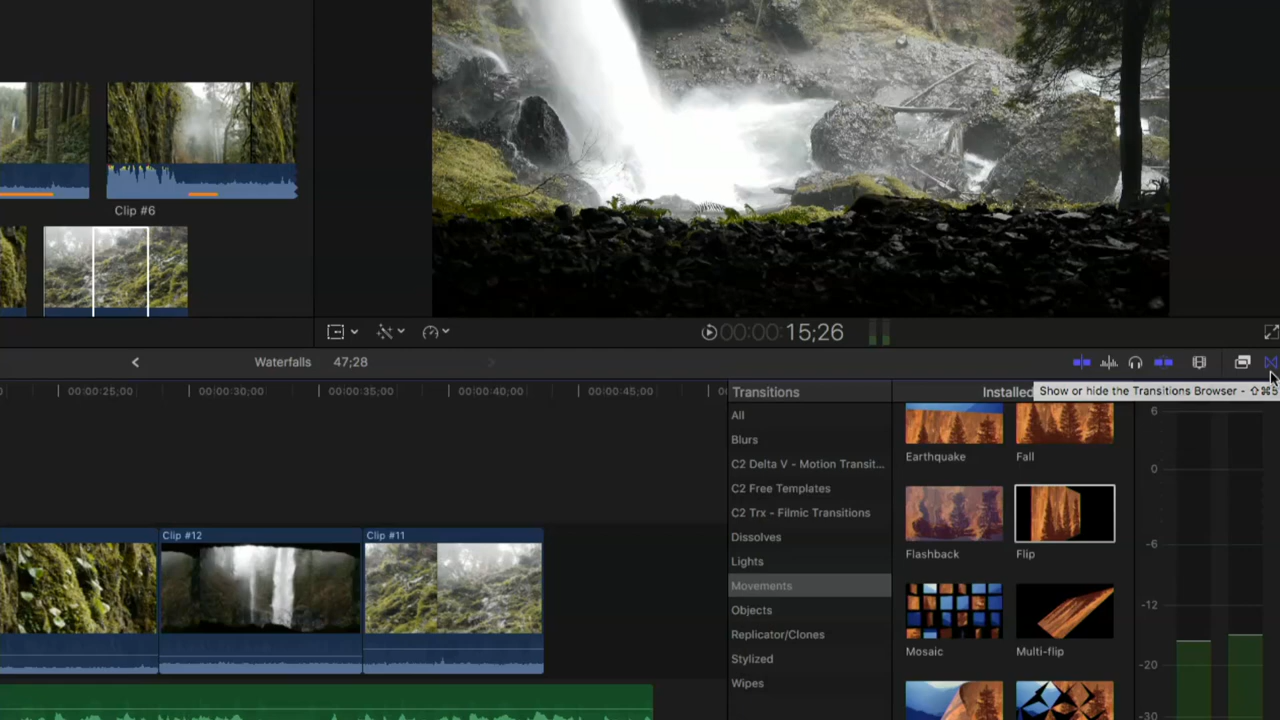 Clip #6
00:00:15;26
Waterfalls 47;28
00:00:25;00
00:00:30;00
00:00:35;00
00:00:40;00
00:00:45;00
Transitions
Installed
Show or hide the Transitions Browser - ⇧⌘5
All
Blurs
C2 Delta V - Motion Transit...
C2 Free Templates
C2 Trx - Filmic Transitions
Dissolves
Lights
Movements
Objects
Replicator/Clones
Stylized
Wipes
Earthquake
Fall
Flashback
Flip
Mosaic
Multi-flip
6
0
-6
-12
-20
-30
Clip #12
Clip #11